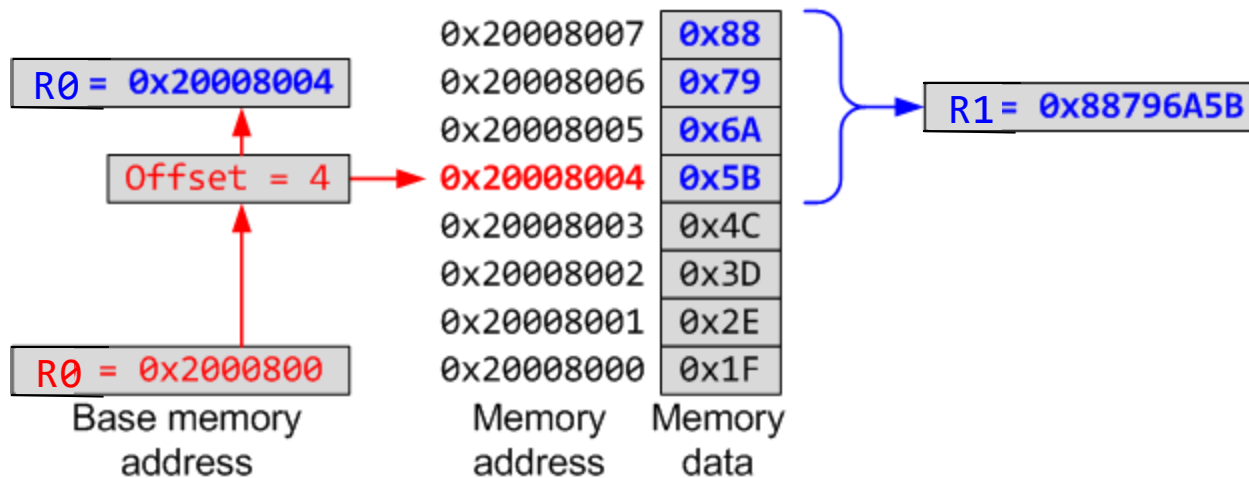 0x20008007 0x88
R0 = 0x20008004 0x20008006 0x79
R1 = 0x88796A5B
0x20008005 0x6A
Offset = 4 0x20008004 0x5B
0x20008003 0x4C
0x20008002 0x3D
0x20008001 0x2E
R0 = 0x2000800 0x20008000 0x1F
Base memory address
Memory address
Memory data